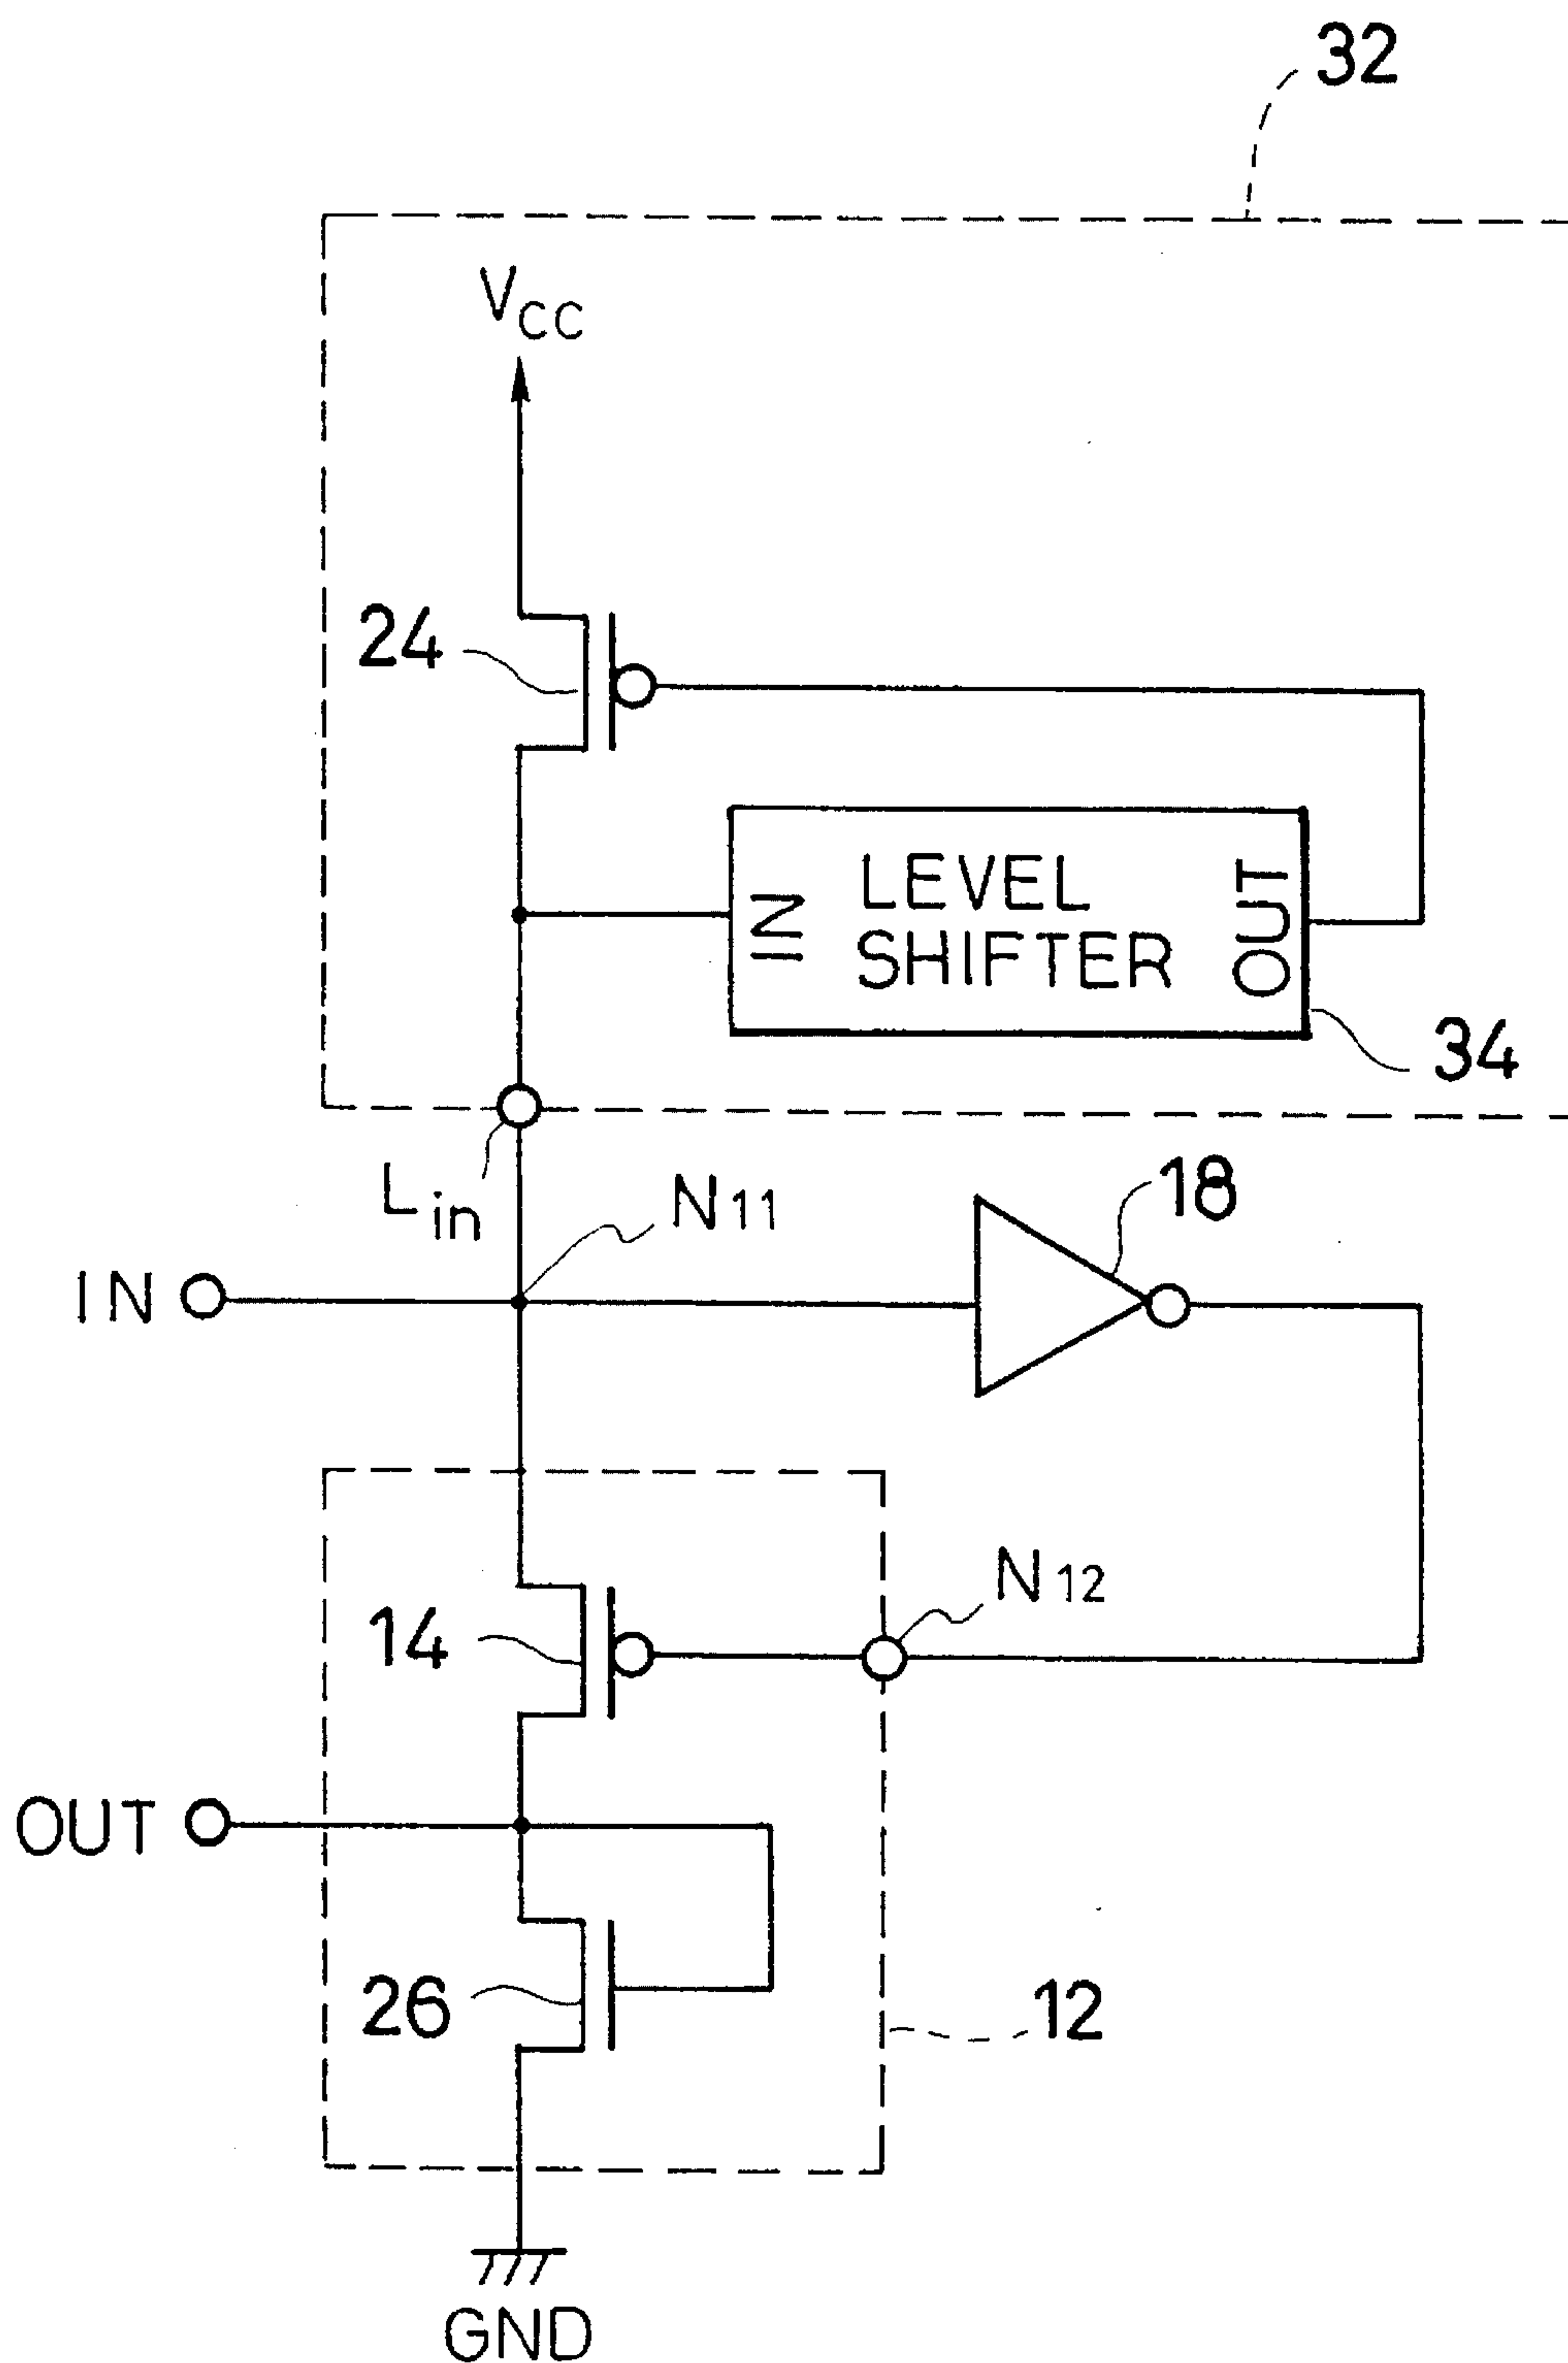 32
VCC
24
IN
LEVEL
SHIFTER
OUT
34
Lin
N11
18
IN
N12
14
OUT
26
12
GND